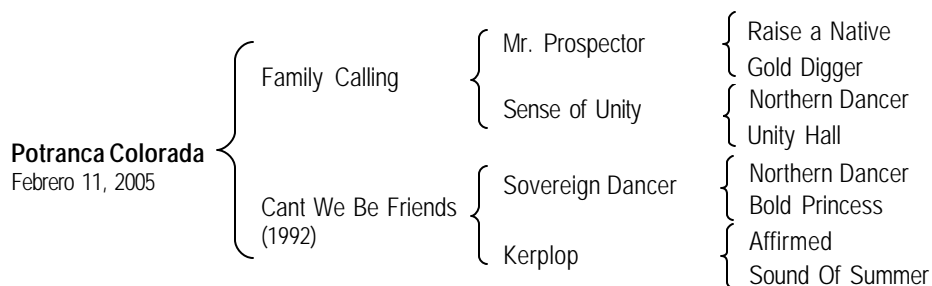 Potranca Colorada
Febrero 11, 2005
Family Calling
Cant We Be Friends
(1992)
Mr. Prospector
Sense of Unity
Sovereign Dancer
Kerplop
Raise a Native
Gold Digger
Northern Dancer
Unity Hall
Northern Dancer
Bold Princess
Affirmed
Sound Of Summer